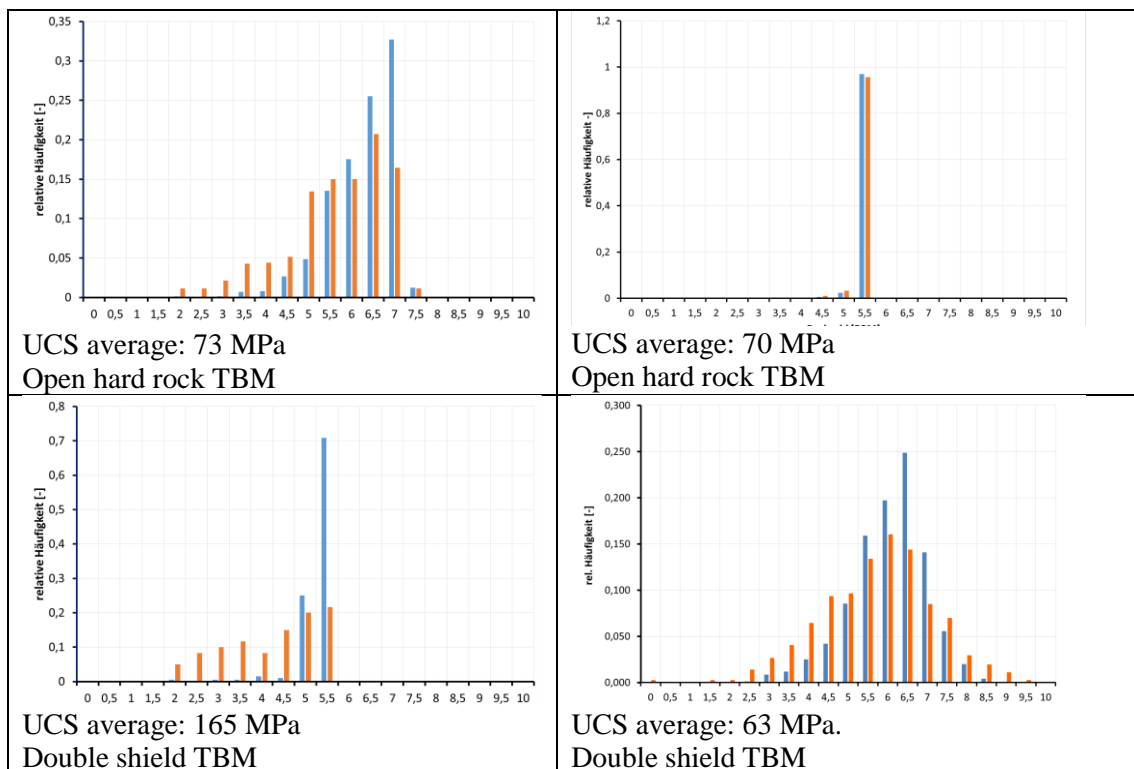 0,35
0,3
0,25
0,2
0,15
0,1
0,05
0
relative Häufigkeit [-]
0 0,5 1 1,5 2 2,5 3 3,5 4 4,5 5 5,5 6 6,5 7 7,5 8 8,5 9 9,5 10
UCS average: 73 MPa
Open hard rock TBM
1,2
1
0,8
0,6
0,4
0,2
0
relative Häufigkeit -]
0 0,5 1 1,5 2 2,5 3 3,5 4 4,5 5 5,5 6 6,5 7 7,5 8 8,5 9 9,5 10
UCS average: 70 MPa
Open hard rock TBM
0,8
0,7
0,6
0,5
0,4
0,3
0,2
0,1
0
relative Häufigkeit [-]
0 0,5 1 1,5 2 2,5 3 3,5 4 4,5 5 5,5 6 6,5 7 7,5 8 8,5 9 9,5 10
UCS average: 165 MPa
Double shield TBM
0,300
0,250
0,200
0,150
0,100
0,050
0,000
rel. Häufigkeit [-]
0 0,5 1 1,5 2 2,5 3 3,5 4 4,5 5 5,5 6 6,5 7 7,5 8 8,5 9 9,5 10
UCS average: 63 MPa.
Double shield TBM